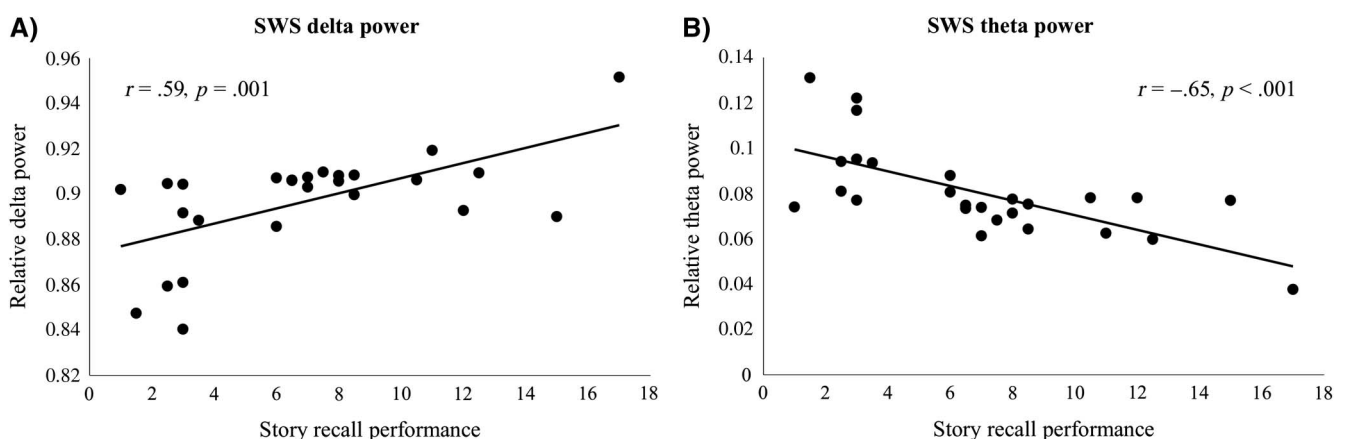 A)
SWS delta power
0.96
0.94
0.92
0.9
0.88
0.86
0.84
0.82
r = .59, p = .001
Relative delta power
0 2 4 6 8 10 12 14 16 18
Story recall performance
B)
SWS theta power
0.14
0.12
0.1
0.08
0.06
0.04
0.02
0
r = –.65, p < .001
Relative theta power
0 2 4 6 8 10 12 14 16 18
Story recall performance